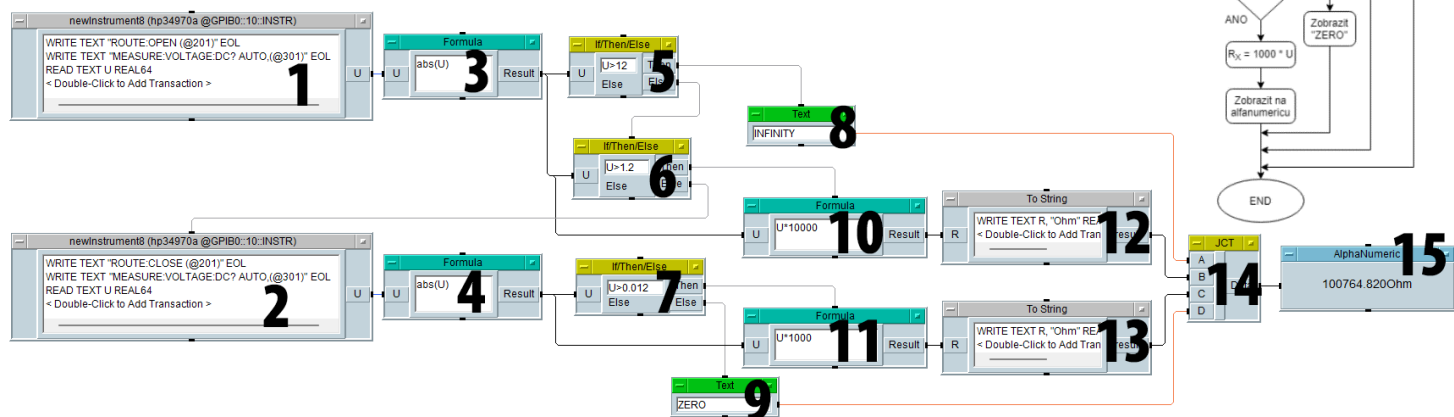 newInstrument8 (hp34970a @GPIB0::10::INSTR)
WRITE TEXT "ROUTE:OPEN (@201)" EOL
WRITE TEXT "MEASURE:VOLTAGE:DC? AUTO,(@301)" EOL
READ TEXT U REAL64
< Double-Click to Add Transaction >
U
1
Formula
U
abs(U)
Result
3
If/Then/Else
U
U>12
Then
Else
Else
5
Text
INFINITY
8
If/Then/Else
U
U>1.2
Then
Else
Else
6
Formula
U
U*10000
Result
10
To String
R
WRITE TEXT R, "Ohm" REA
< Double-Click to Add Tran
result
12
newInstrument8 (hp34970a @GPIB0::10::INSTR)
WRITE TEXT "ROUTE:CLOSE (@201)" EOL
WRITE TEXT "MEASURE:VOLTAGE:DC? AUTO,(@301)" EOL
READ TEXT U REAL64
< Double-Click to Add Transaction >
U
2
Formula
U
abs(U)
Result
4
If/Then/Else
U
U>0.012
Then
Else
Else
7
Formula
U
U*1000
Result
11
To String
R
WRITE TEXT R, "Ohm" REA
< Double-Click to Add Tran
result
13
Text
ZERO
9
JCT
A
B
C
D
14
AlphaNumeric
100764.820Ohm
15
ANO
Zobrazit
"ZERO"
RX = 1000 * U
Zobrazit na
alfanumericu
END